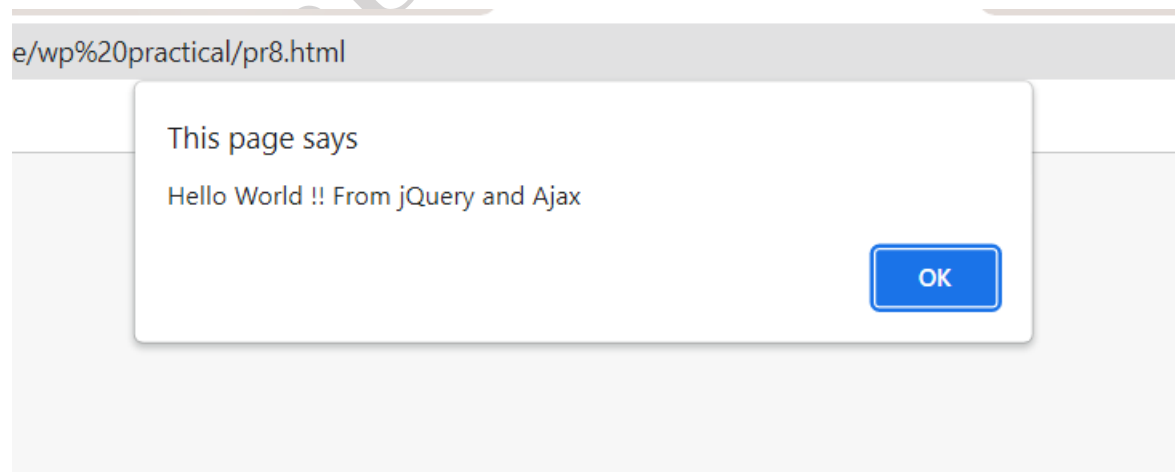 e/wp%20practical/pr8.html
This page says
Hello World !! From jQuery and Ajax
OK